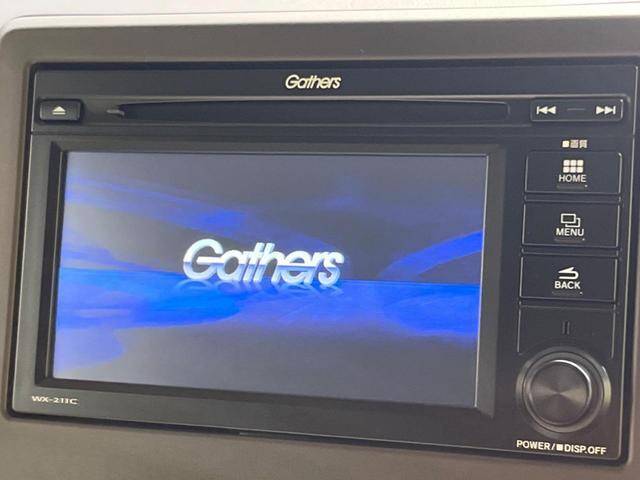 Gathers
■画質
HOME
MENU
BACK
Gathers
WX-211C
POWER/■DISP.OFF